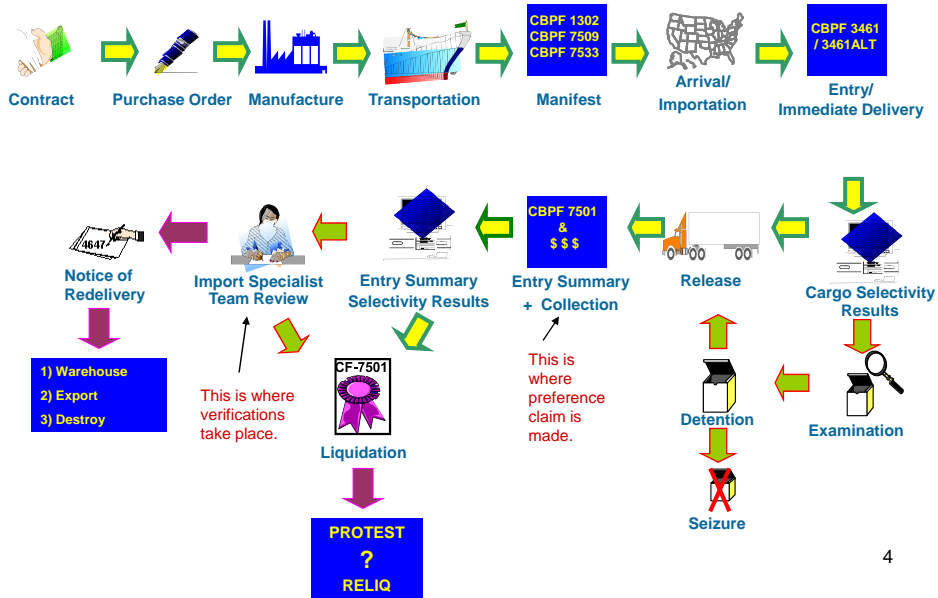 Contract
Purchase Order
Manufacture
Transportation
CBPF 1302
CBPF 7509
CBPF 7533
Manifest
Arrival/
Importation
CBPF 3461
/ 3461ALT
Entry/
Immediate Delivery
4647
Notice of
Redelivery
Import Specialist
Team Review
Entry Summary
Selectivity Results
CBPF 7501
&
$ $ $
Entry Summary
+ Collection
Release
Cargo Selectivity
Results
1) Warehouse
2) Export
3) Destroy
This is where
verifications
take place.
CF-7501
Liquidation
This is
where
preference
claim is
made.
Detention
Examination
Seizure
PROTEST
?
RELIQ
4